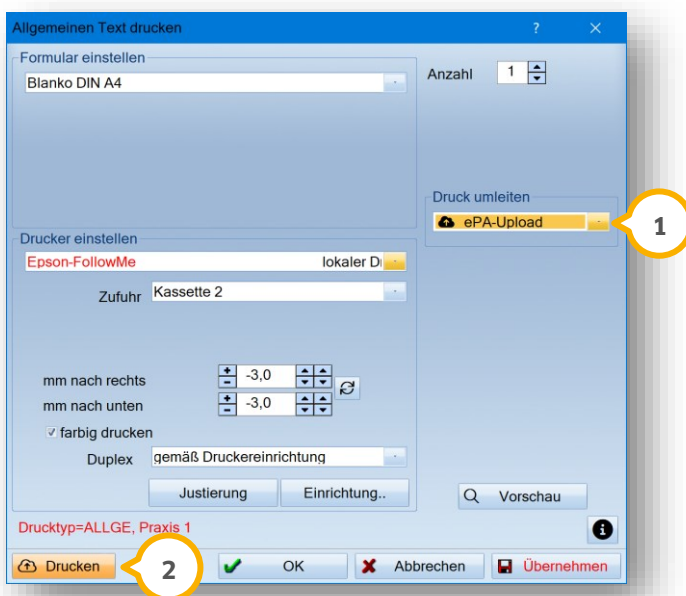 Allgemeinen Text drucken ? ×
Formular einstellen
Blanko DIN A4
Anzahl 1
Druck umleiten
ePA-Upload
1
Drucker einstellen
Epson-FollowMe lokaler D
Zufuhr Kassette 2
mm nach rechts + - -3,0
mm nach unten + - -3,0
farbig drucken
Duplex gemäß Druckereinrichtung
Justierung Einrichtung..
Vorschau
Drucktyp=ALLGE, Praxis 1
Drucken 2 OK Abbrechen Übernehmen